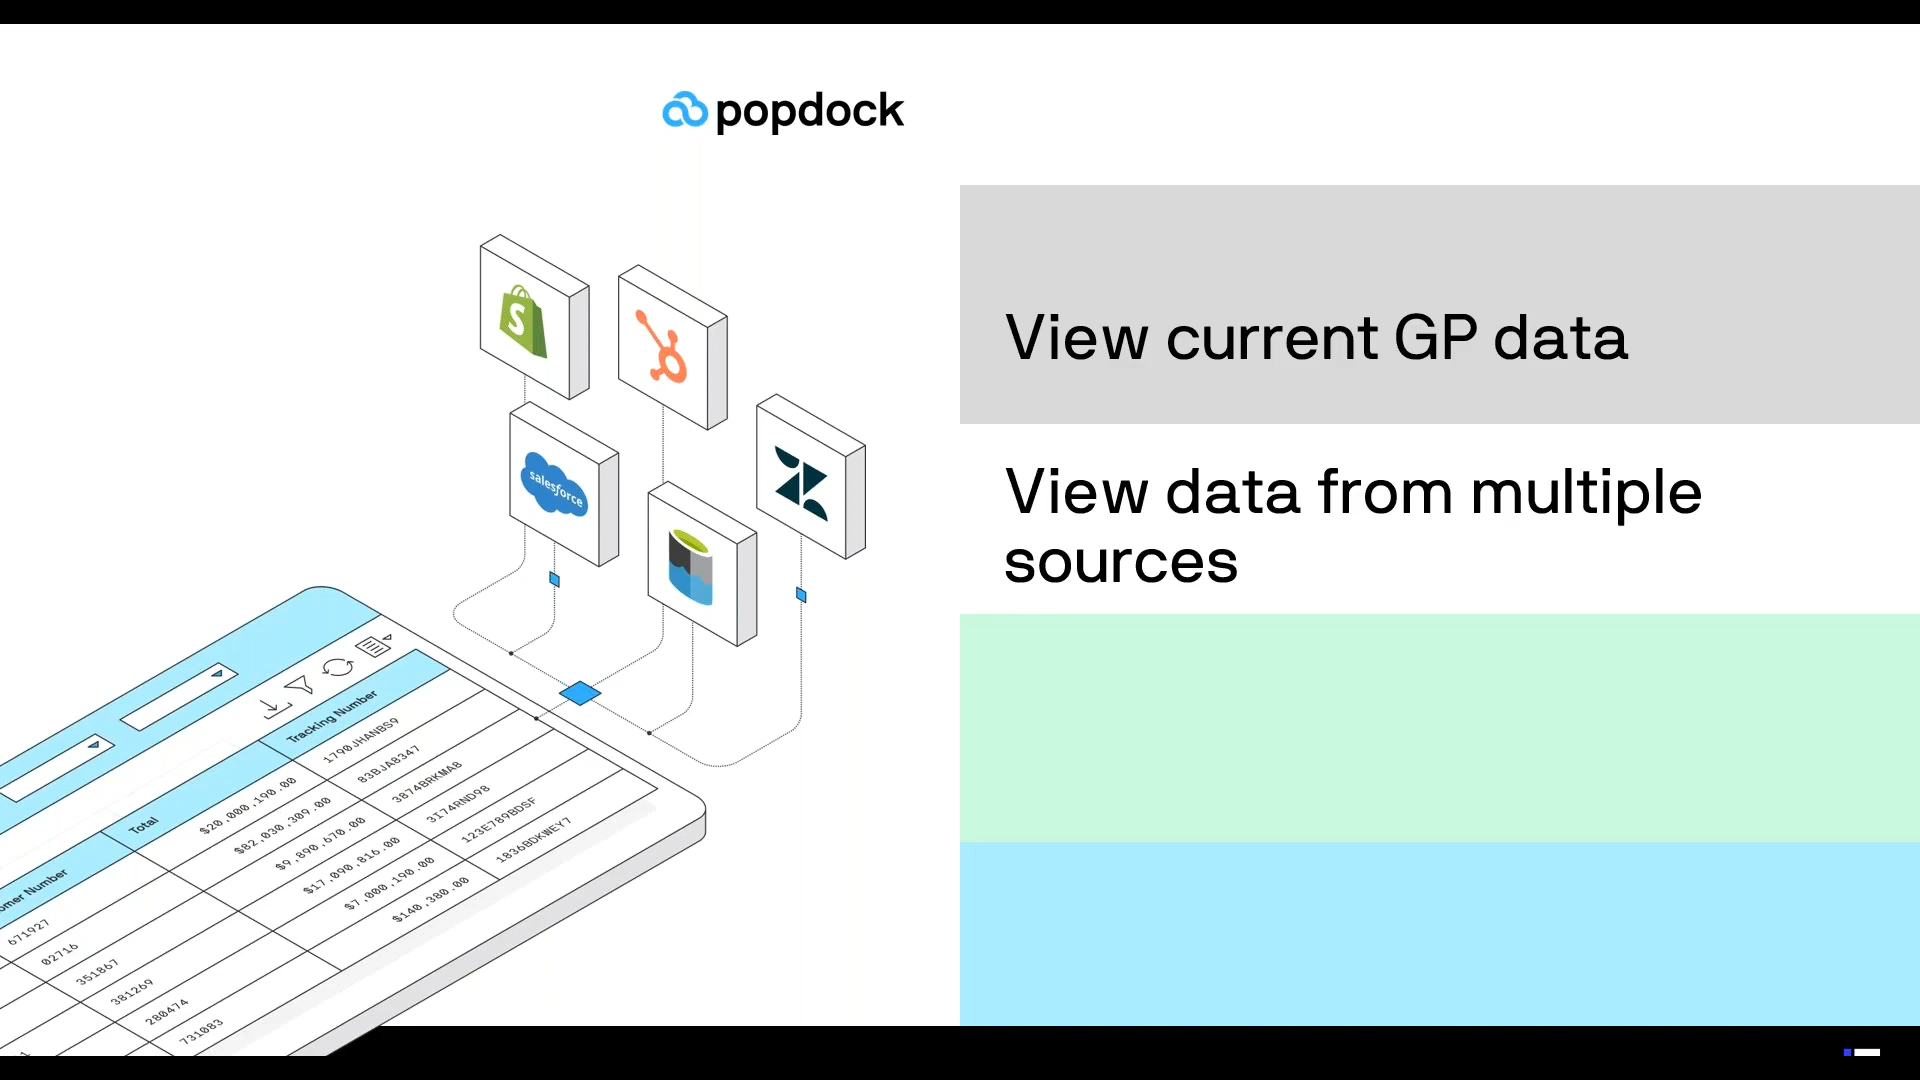 popdock
View current GP data
View data from multiple
sources
S
salesforce
Tracking Number
Total
omer Number
1790JHANBS9
83BJA8347
3874BRKMA8
3I74RND98
123E789BDSF
1836BDKWEY7
$20,000,190.00
$82,030,309.00
$9,890,670.00
$17,090,816.00
$7,000,190.00
$140,380.00
671927
02716
351867
381269
280474
731083